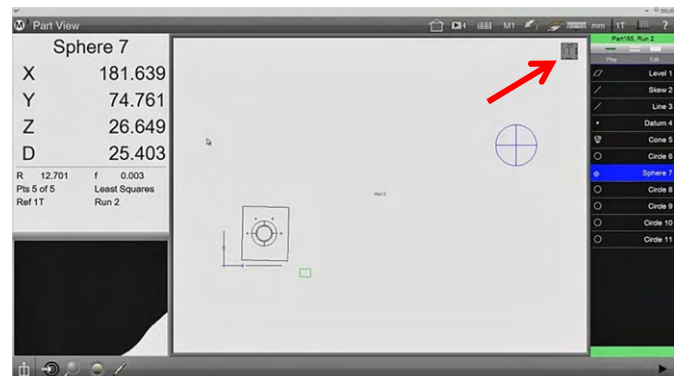 Part View
M1
mm
1T
?
Sphere 7
X 181.639
Y 74.761
Z 26.649
D 25.403
R 12.701 f 0.003
Pts 5 of 5 Least Squares
Ref 1T Run 2
Run 2
Part165, Run 2
Play Edit
Level 1
Skew 2
Line 3
Datum 4
Cone 5
Circle 6
Sphere 7
Circle 8
Circle 9
Circle 10
Circle 11